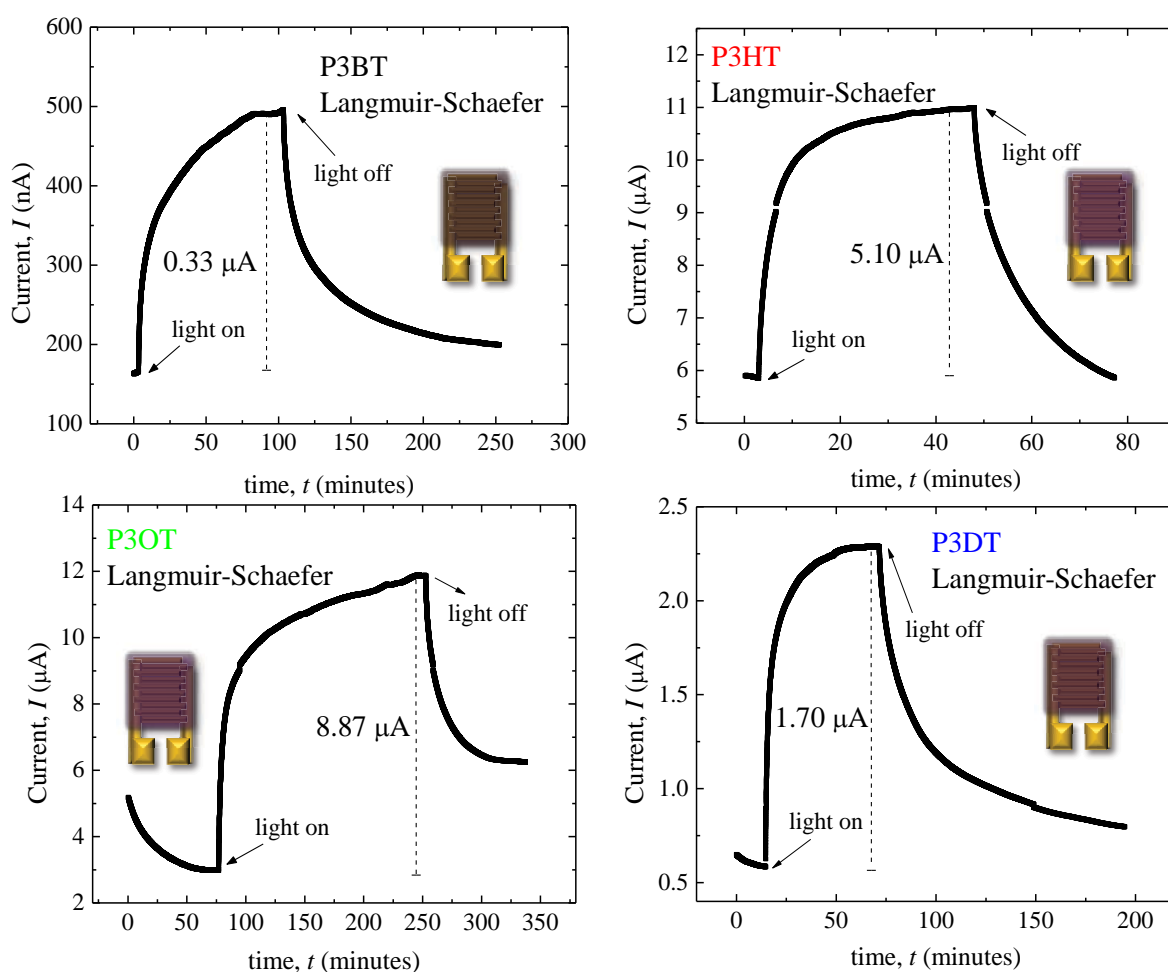 P3BT
Langmuir-Schaefer
light off
0.33 μA
light on
Current, I (nA)
600
500
400
300
200
100
0
50
100
150
200
250
300
time, t (minutes)
P3HT
Langmuir-Schaefer
light off
5.10 μA
light on
Current, I (μA)
12
11
10
9
8
7
6
5
0
20
40
60
80
time, t (minutes)
P3OT
Langmuir-Schaefer
light off
8.87 μA
light on
Current, I (μA)
14
12
10
8
6
4
2
0
50
100
150
200
250
300
350
time, t (minutes)
P3DT
Langmuir-Schaefer
light off
1.70 μA
light on
Current, I (μA)
2.5
2.0
1.5
1.0
0.5
0
50
100
150
200
time, t (minutes)